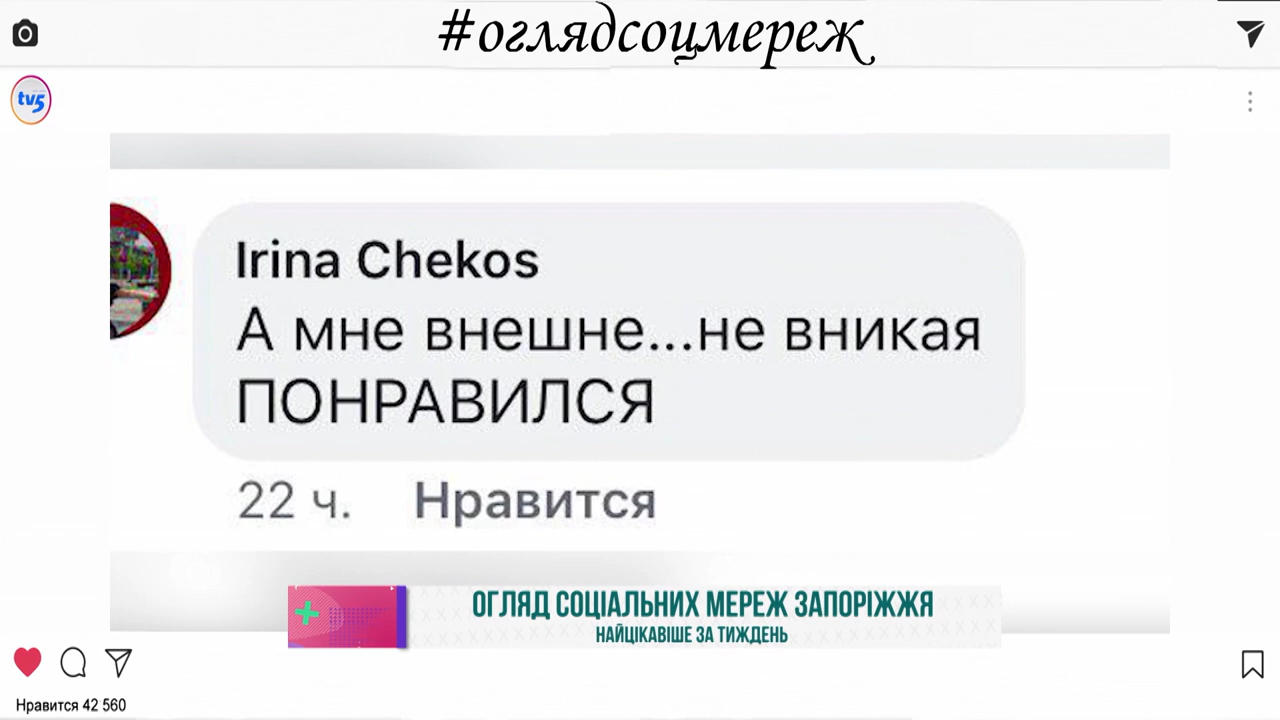 #оглядсоцмереж
tv5
Irina Chekos
А мне внешне...не вникая
ПОНРАВИЛСЯ
22 ч. Нравится
ОГЛЯД СОЦІАЛЬНИХ МЕРЕЖ ЗАПОРІЖЖЯ
НАЙЦІКАВІШЕ ЗА ТИЖДЕНЬ
Нравится 42 560